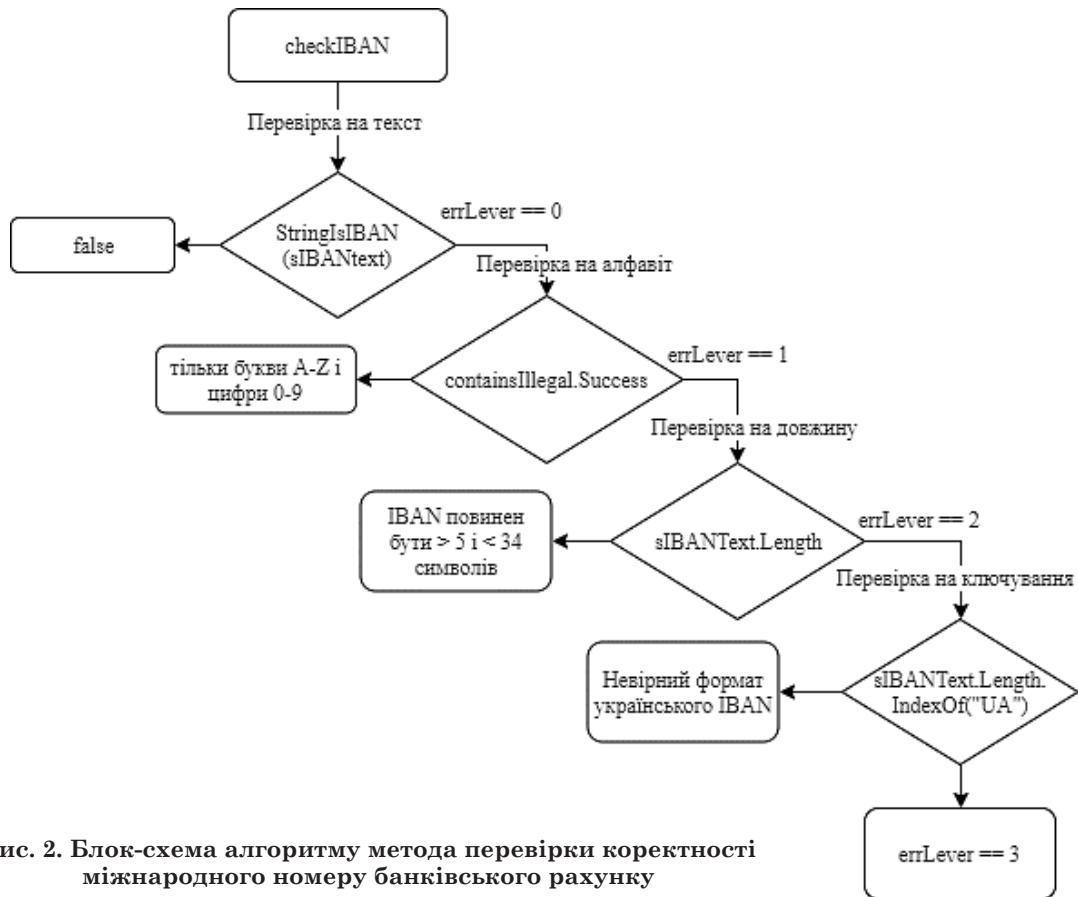 checkIBAN
Перевірка на текст
errLever == 0
StringIsIBAN
(sIBANtext)
false
Перевірка на алфавіт
errLever == 1
containsIllegal.Success
тільки букви A-Z і
цифри 0-9
Перевірка на довжину
errLever == 2
sIBANText.Length
IBAN повинен
бути > 5 і < 34
символів
Перевірка на ключування
sIBANText.Length.
IndexOf("UA")
Невірний формат
українського IBAN
errLever == 3
ис. 2. Блок-схема алгоритму метода перевірки коректності
міжнародного номеру банківського рахунку